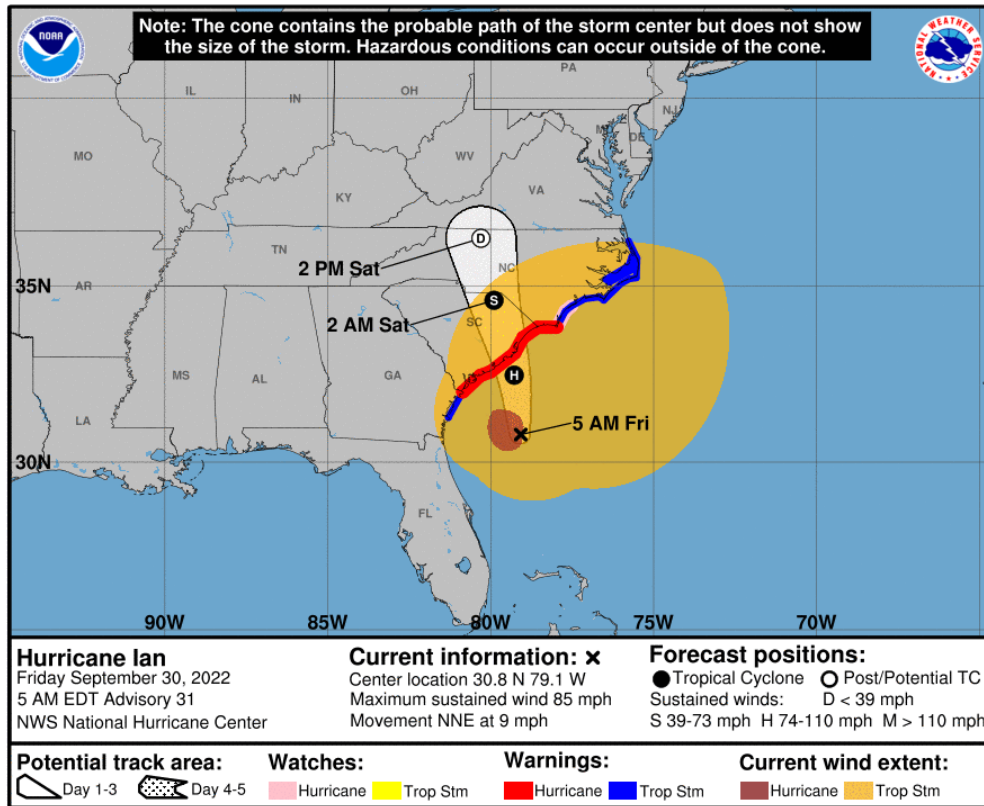 Note: The cone contains the probable path of the storm center but does not show
the size of the storm. Hazardous conditions can occur outside of the cone.
NOAA
NATIONAL WEATHER SERVICE
PA
IL
IN
OH
NJ
MO
WV
DE
KY
VA
D
TN
2 PM Sat
NC
35N
AR
S
2 AM Sat
SC
MS
AL
GA
H
LA
5 AM Fri
30N
FL
90W
85W
80W
75W
70W
Hurricane Ian
Friday September 30, 2022
5 AM EDT Advisory 31
NWS National Hurricane Center
Current information: ×
Center location 30.8 N 79.1 W
Maximum sustained wind 85 mph
Movement NNE at 9 mph
Forecast positions:
Tropical Cyclone Post/Potential TC
Sustained winds: D < 39 mph
S 39-73 mph H 74-110 mph M > 110 mph
Potential track area:
Day 1-3 Day 4-5
Watches:
Hurricane Trop Stm
Warnings:
Hurricane Trop Stm
Current wind extent:
Hurricane Trop Stm